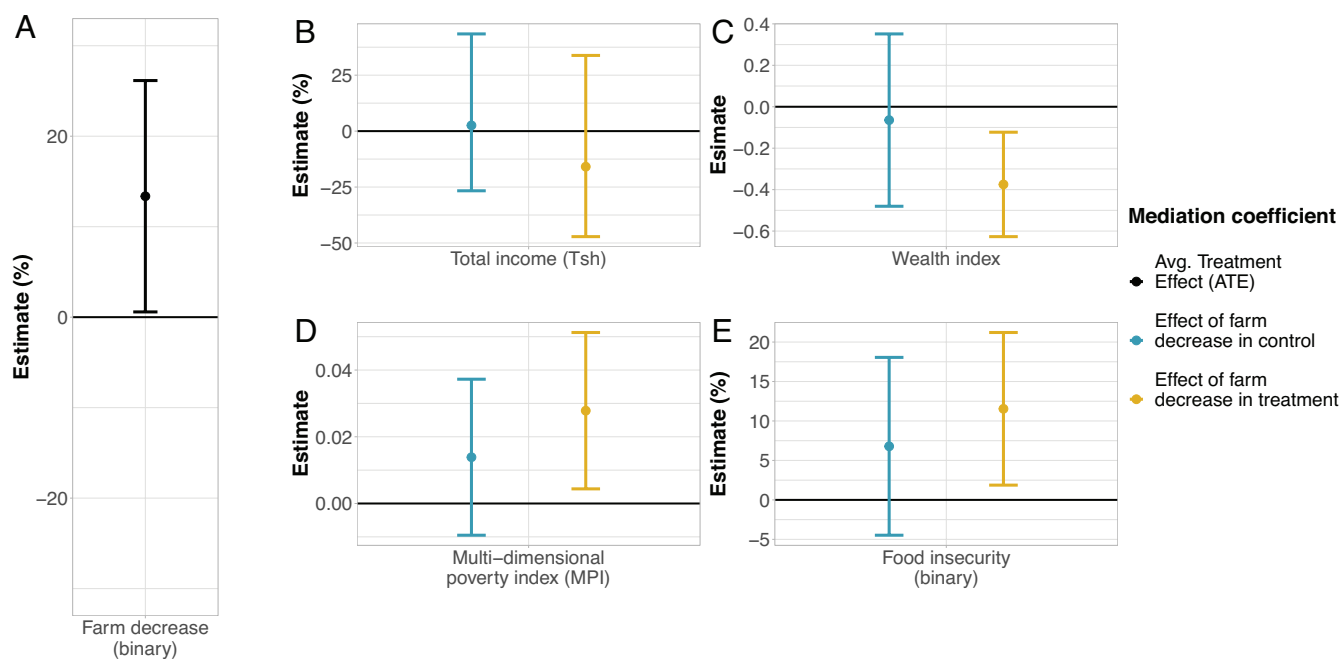 A
Estimate (%)
20
0
−20
Farm decrease
(binary)
B
Estimate (%)
25
0
−25
−50
Total income (Tsh)
C
Esimate
0.4
0.2
0.0
−0.2
−0.4
−0.6
Wealth index
D
Estimate
0.04
0.02
0.00
Multi−dimensional
poverty index (MPI)
E
Estimate (%)
20
15
10
5
0
−5
Food insecurity
(binary)
Mediation coefficient
Avg. Treatment
Effect (ATE)
Effect of farm
decrease in control
Effect of farm
decrease in treatment